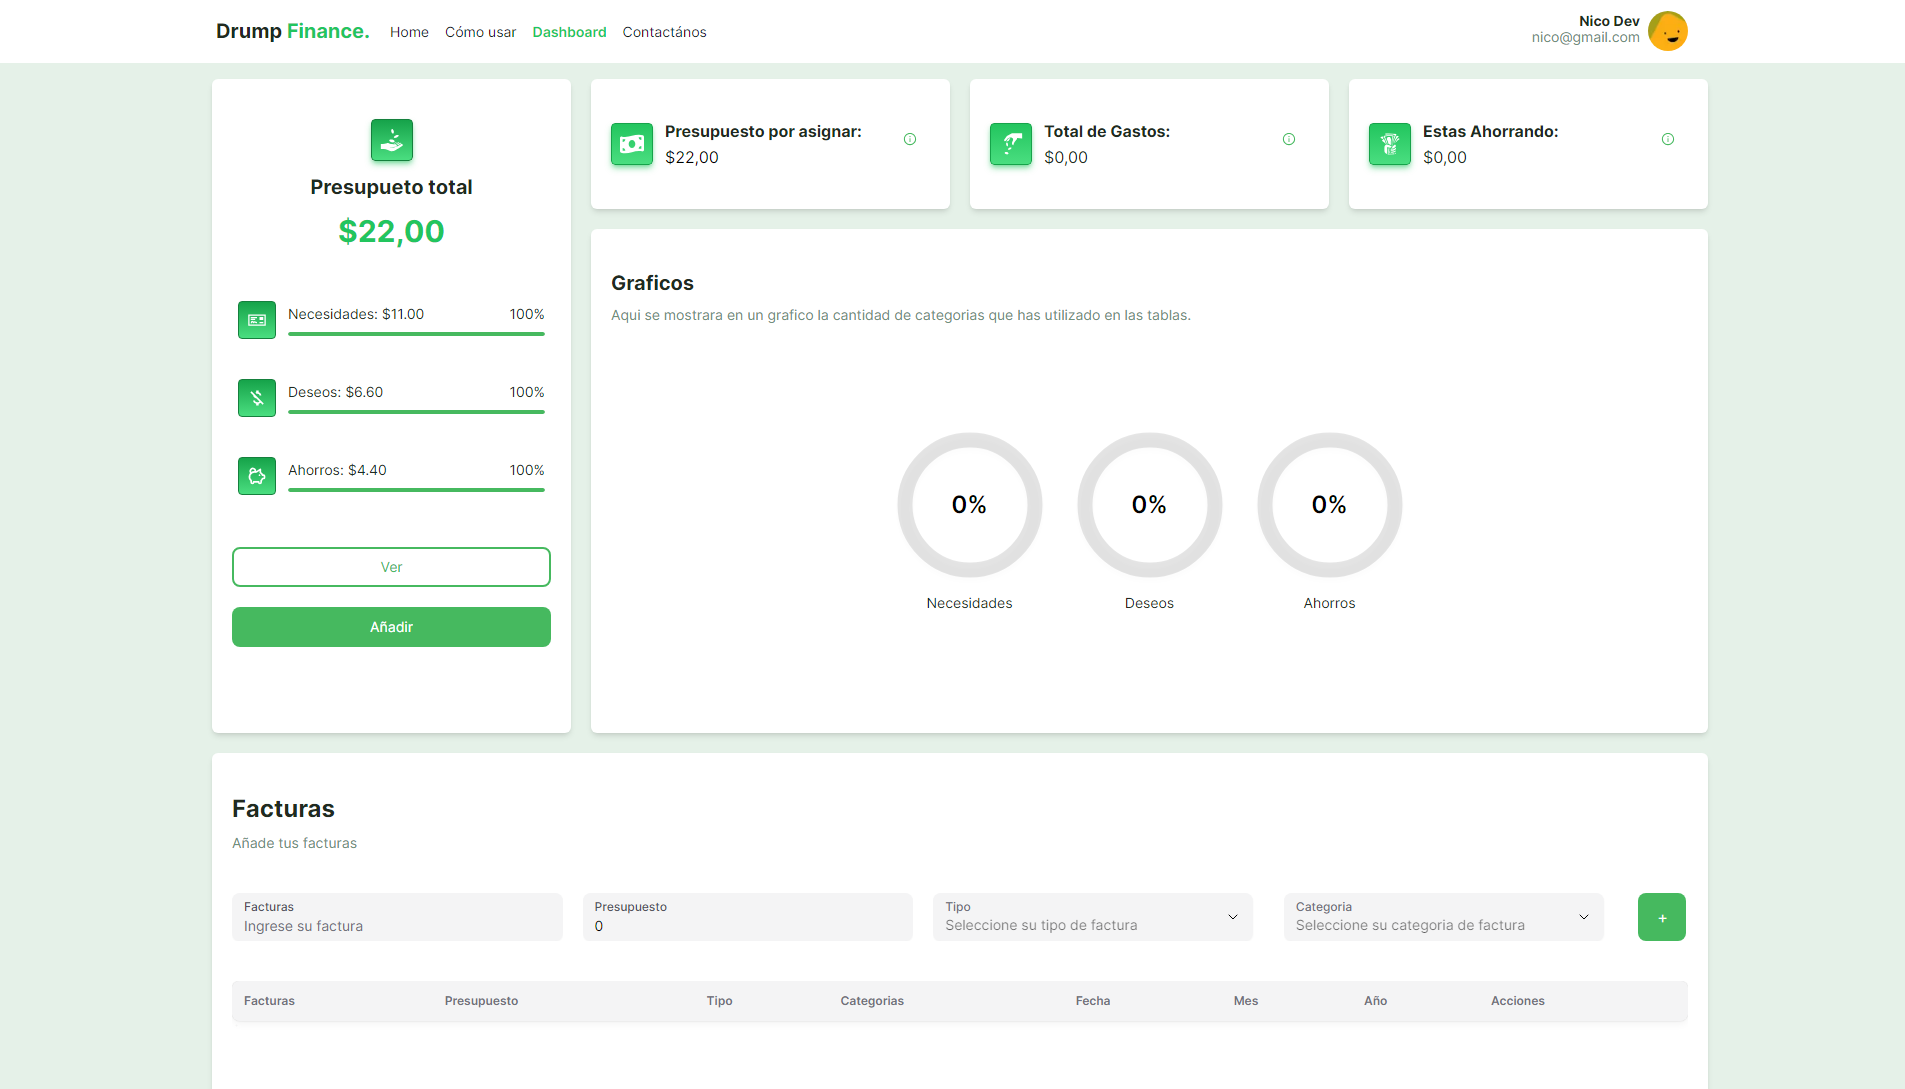 Drump Finance.
Home
Cómo usar
Dashboard
Contactános
Nico Dev
nico@gmail.com
Presupueto total
$22,00
Necesidades: $11.00
100%
Deseos: $6.60
100%
Ahorros: $4.40
100%
Ver
Añadir
Presupuesto por asignar:
$22,00
Total de Gastos:
$0,00
Estas Ahorrando:
$0,00
Graficos
Aqui se mostrara en un grafico la cantidad de categorias que has utilizado en las tablas.
0%
0%
0%
Necesidades
Deseos
Ahorros
Facturas
Añade tus facturas
Facturas
Ingrese su factura
Presupuesto
0
Tipo
Seleccione su tipo de factura
Categoria
Seleccione su categoria de factura
+
Facturas
Presupuesto
Tipo
Categorias
Fecha
Mes
Año
Acciones